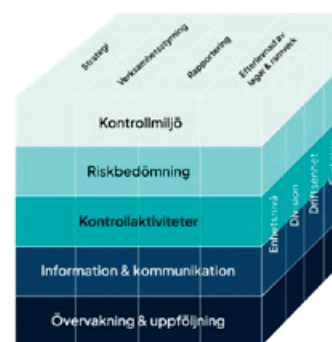 Strategi
Verksamhetsstyrning
Rapportering
Efterlevnad av
lagar & ramverk
Kontrollmiljö
Riskbedömning
Kontrollaktiviteter
Information & kommunikation
Övervakning & uppföljning
Enhetsnivå
Division
Driftsenhet